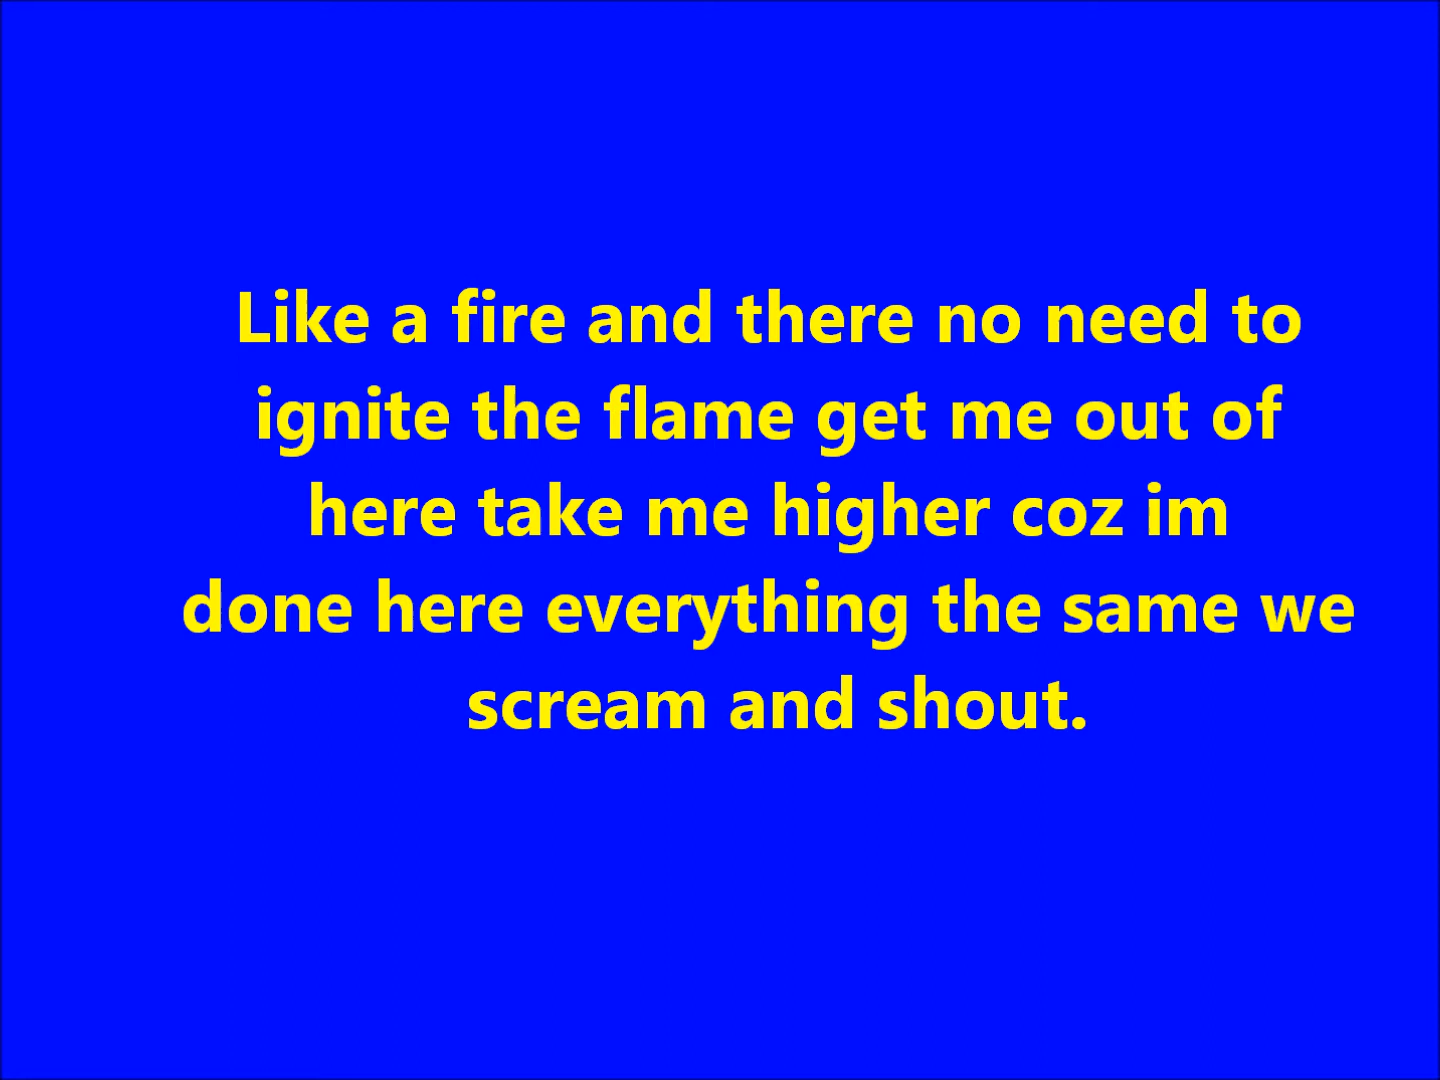 Like a fire and there no need to
ignite the flame get me out of
here take me higher coz im
done here everything the same we
scream and shout.